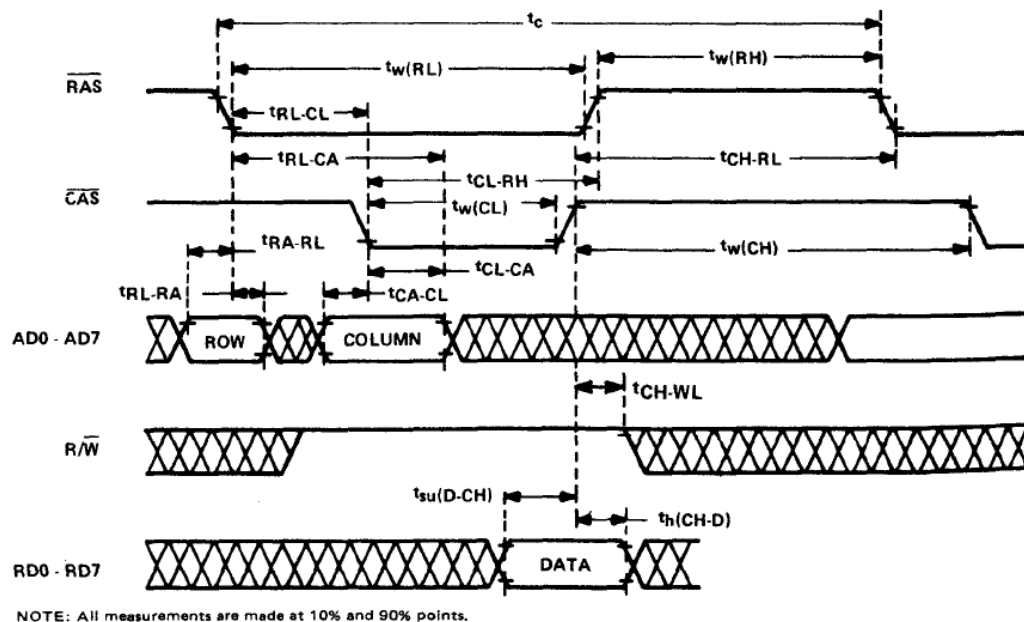 tc
tw(RL)
tw(RH)
RAS
tRL-CL
tRL-CA
tCH-RL
tCL-RH
CAS
tw(CL)
tRA-RL
tw(CH)
tCL-CA
tRL-RA
tCA-CL
AD0 - AD7
ROW
COLUMN
tCH-WL
R/W
tsu(D-CH)
th(CH-D)
RD0 - RD7
DATA
NOTE: All measurements are made at 10% and 90% points.